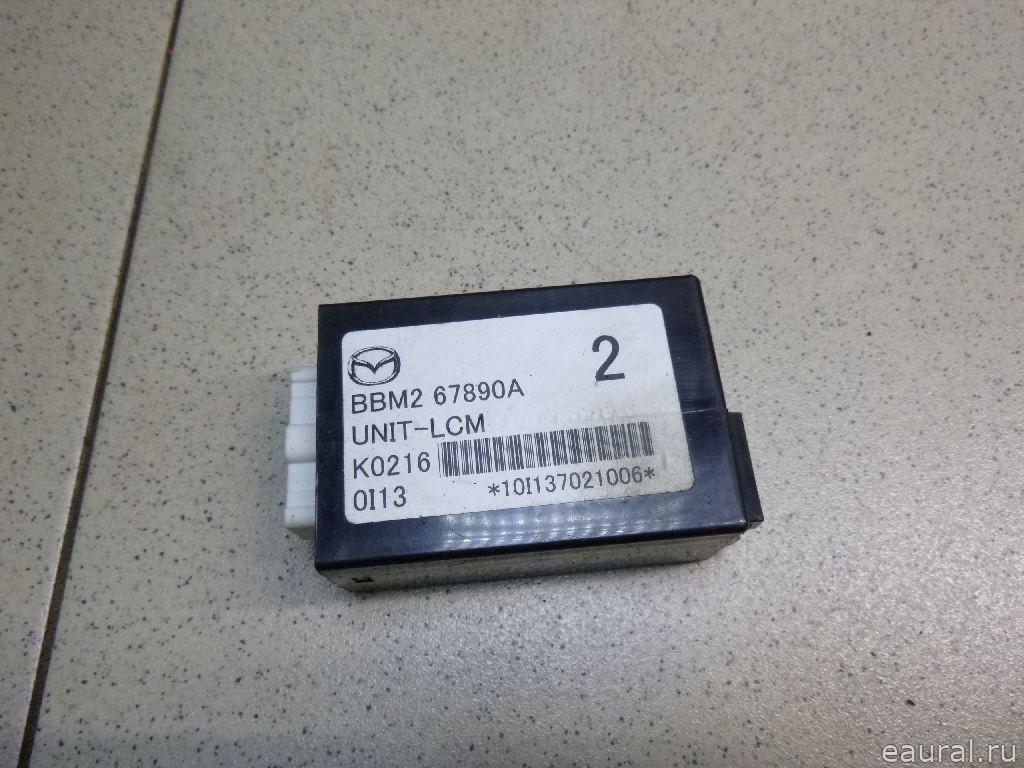 2
BBM2 67890A
UNIT-LCM
K0216
0I13 *10I137021006*
eaural.ru